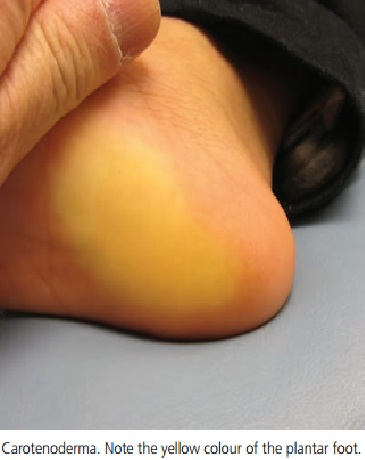 Carotenoderma. Note the yellow colour of the plantar foot.